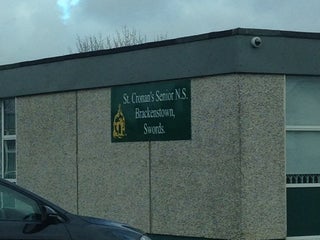 St. Cronan's Senior N.S.
Brackenstown,
Swords.